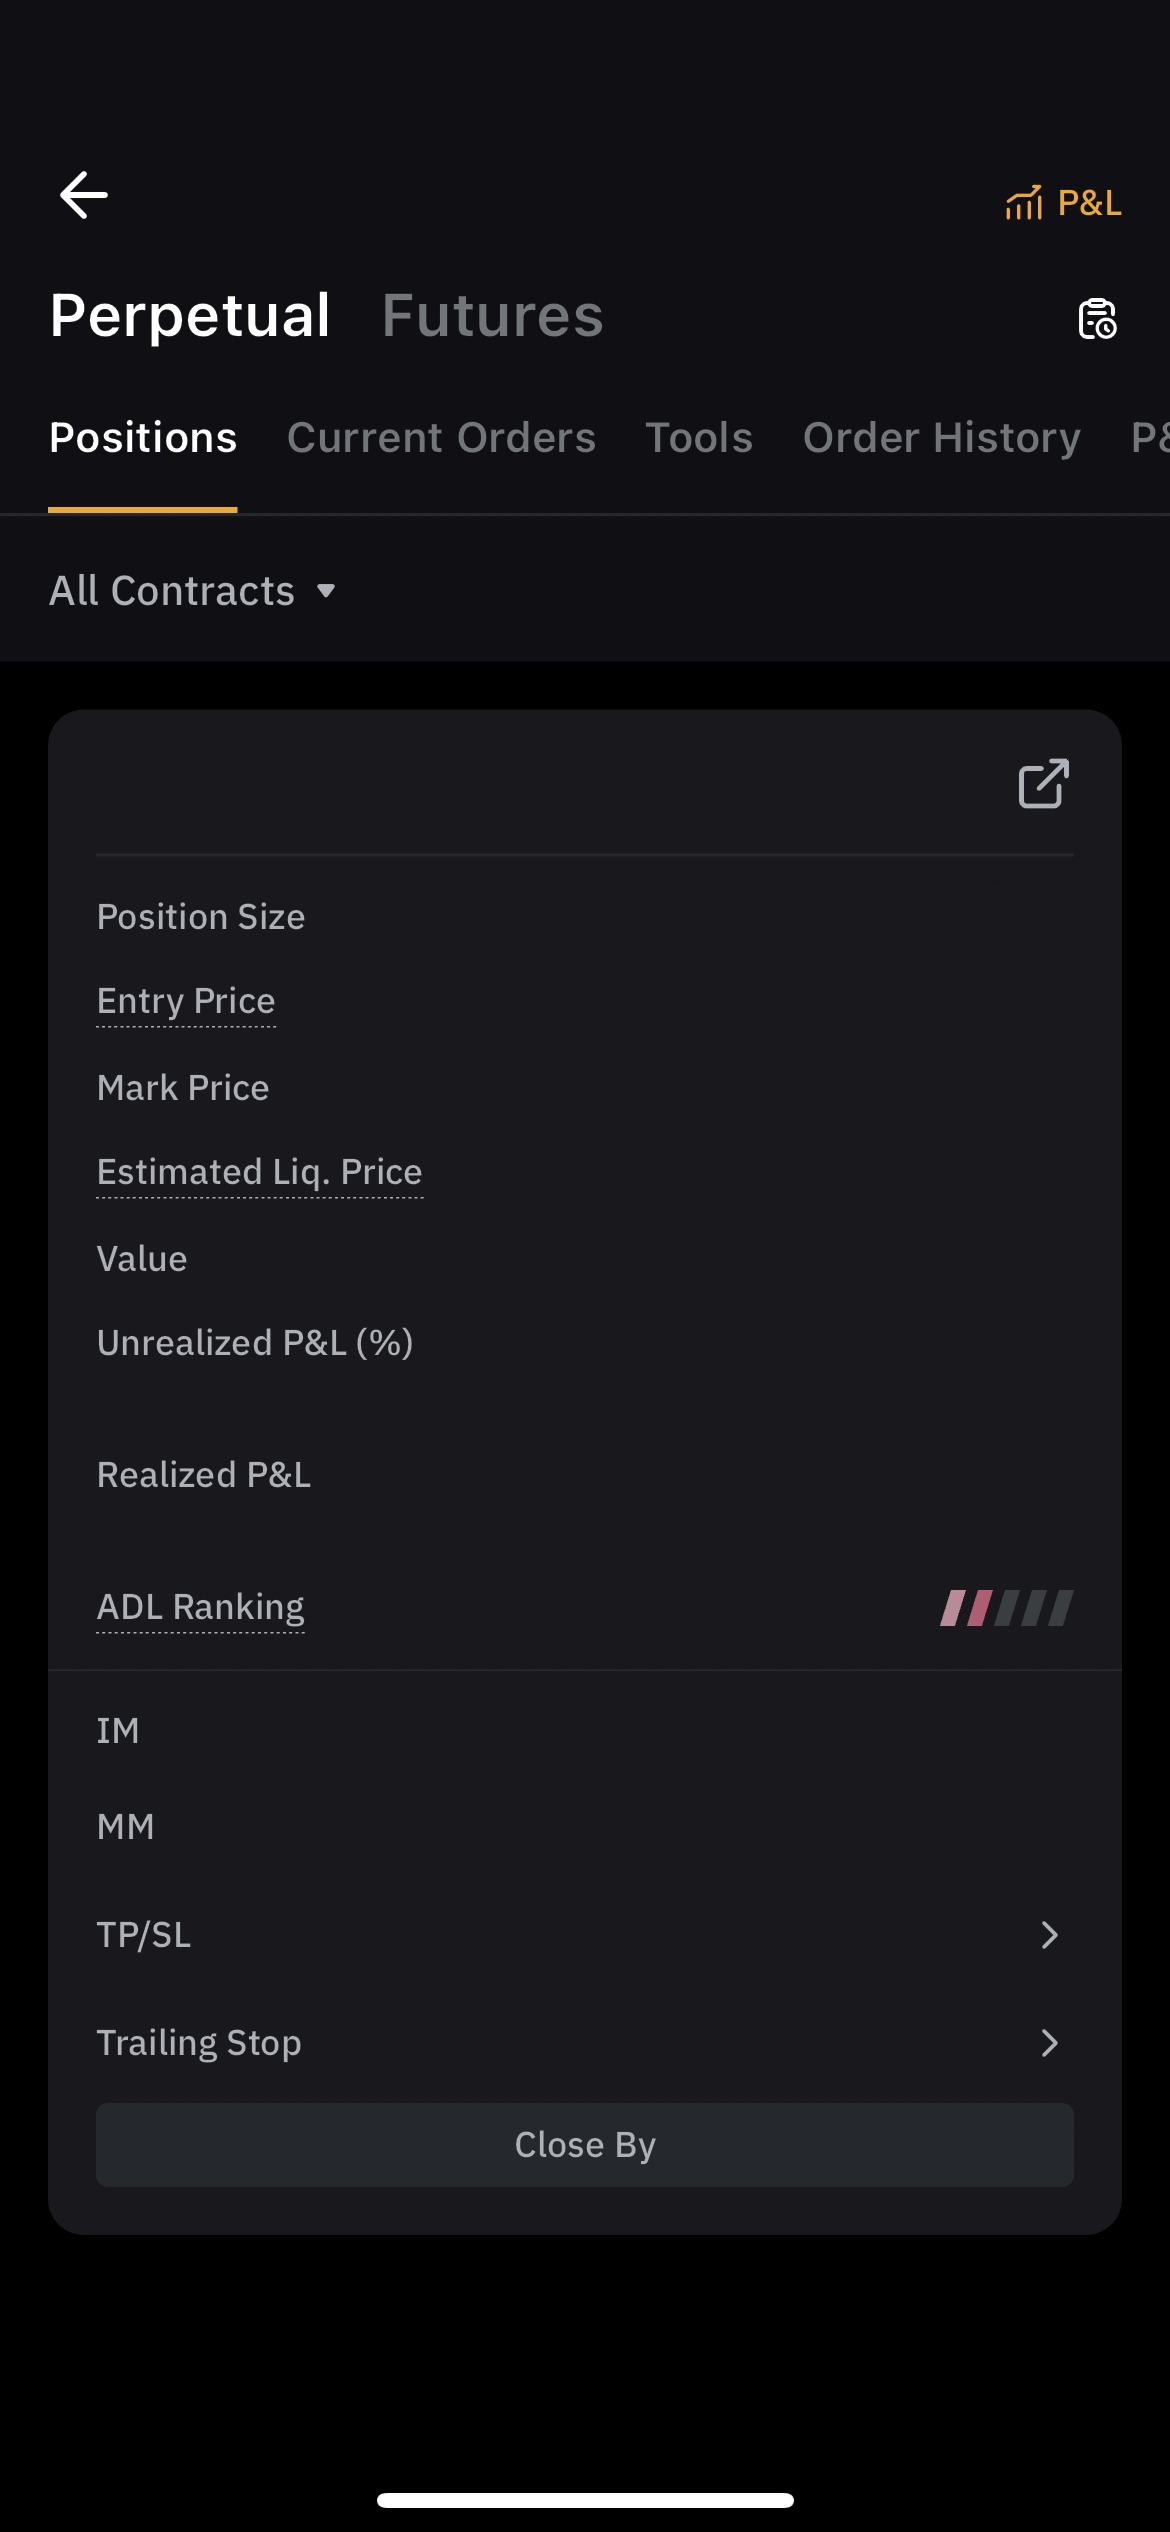 P&L
Perpetual Futures
Positions Current Orders Tools Order History P&
All Contracts
Position Size
Entry Price
Mark Price
Estimated Liq. Price
Value
Unrealized P&L (%)
Realized P&L
ADL Ranking
IM
MM
TP/SL
Trailing Stop
Close By